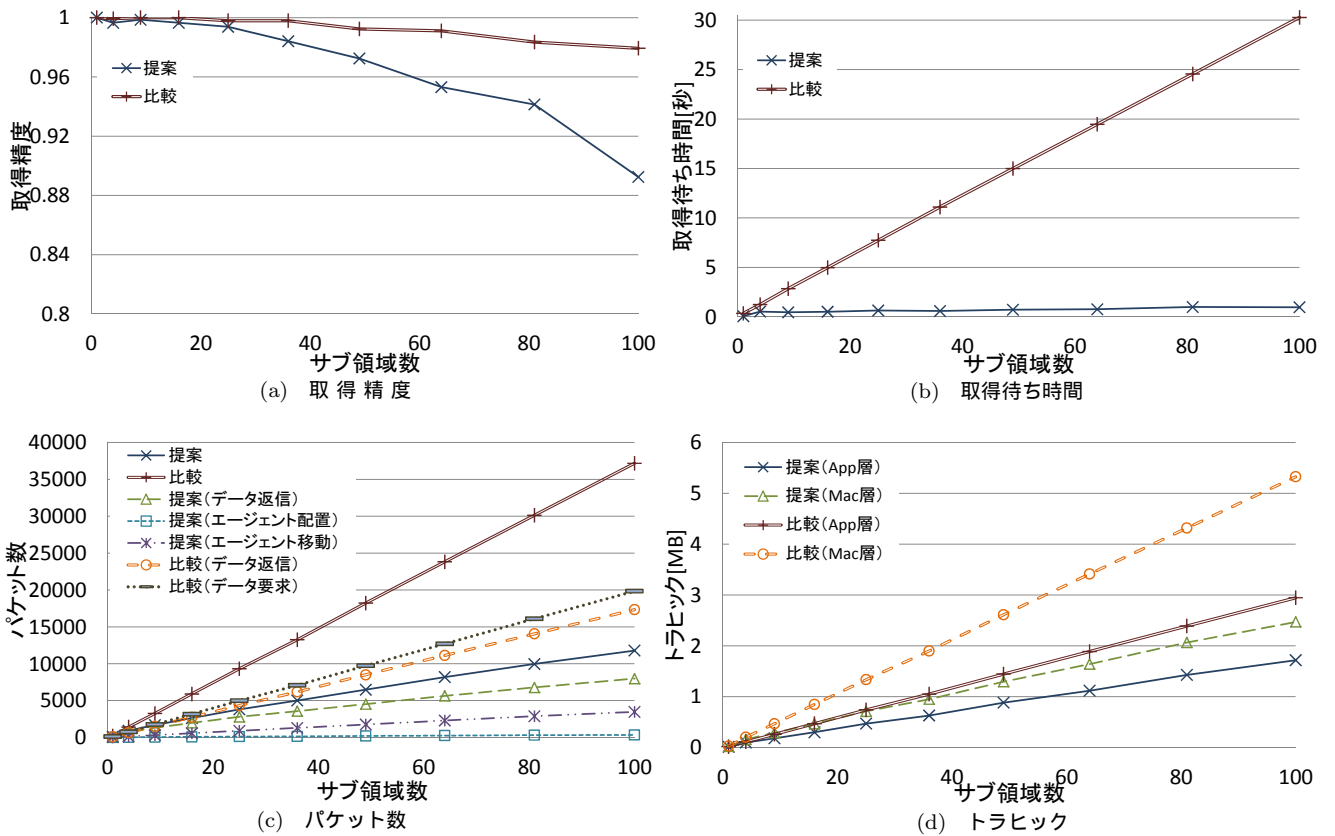 1
0.96
0.92
0.88
0.84
0.8
0 20 40 60 80 100
提案
比較
取得精度
サブ領域数
(a) 取得精度
30
25
20
15
10
5
0
0 20 40 60 80 100
提案
比較
取得待ち時間[秒]
サブ領域数
(b) 取得待ち時間
40000
35000
30000
25000
20000
15000
10000
5000
0
0 20 40 60 80 100
提案
比較
提案(データ返信)
提案(エージェント配置)
提案(エージェント移動)
比較(データ返信)
比較(データ要求)
パケット数
サブ領域数
(c) パケット数
6
5
4
3
2
1
0
0 20 40 60 80 100
提案(App層)
提案(Mac層)
比較(App層)
比較(Mac層)
トラヒック[MB]
サブ領域数
(d) トラヒック